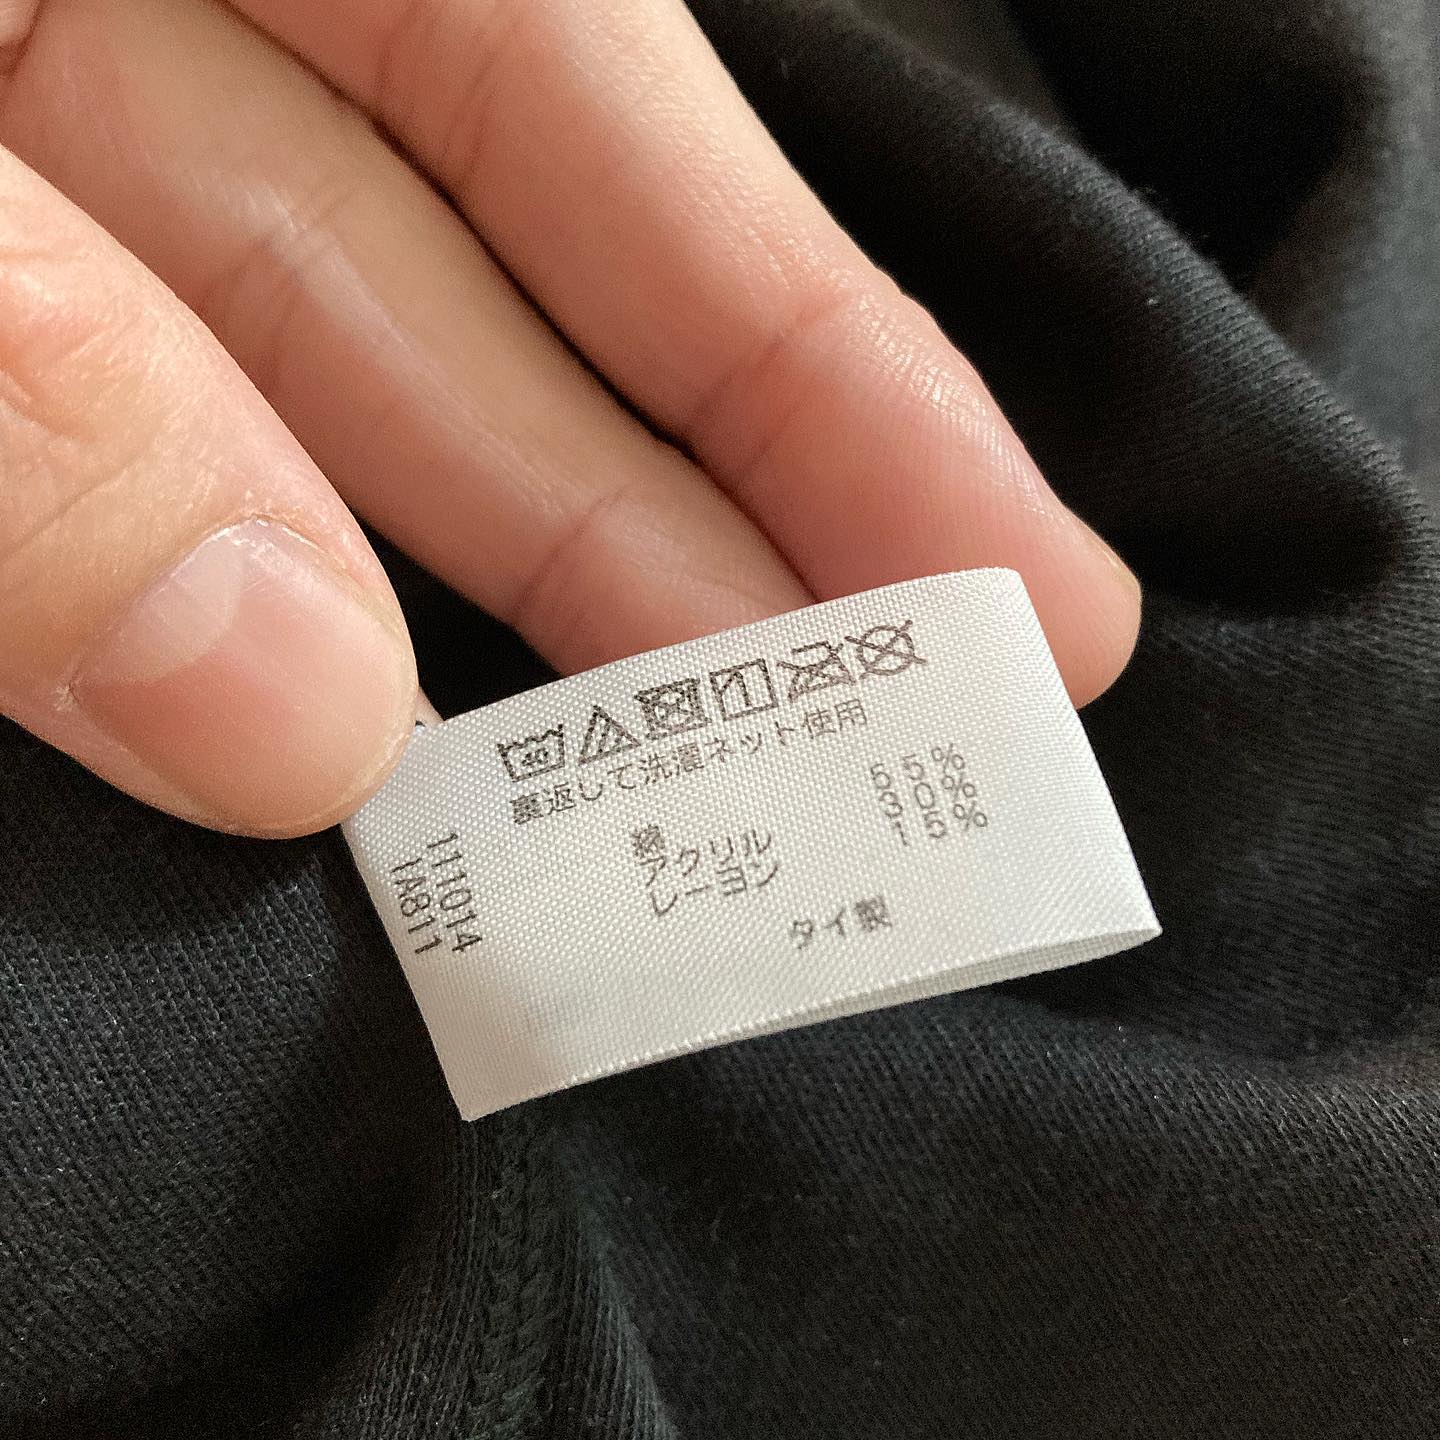 40
裏返して洗濯ネット使用
綿 55%
アクリル 30%
レーヨン 15%
タイ製
111014
1A811